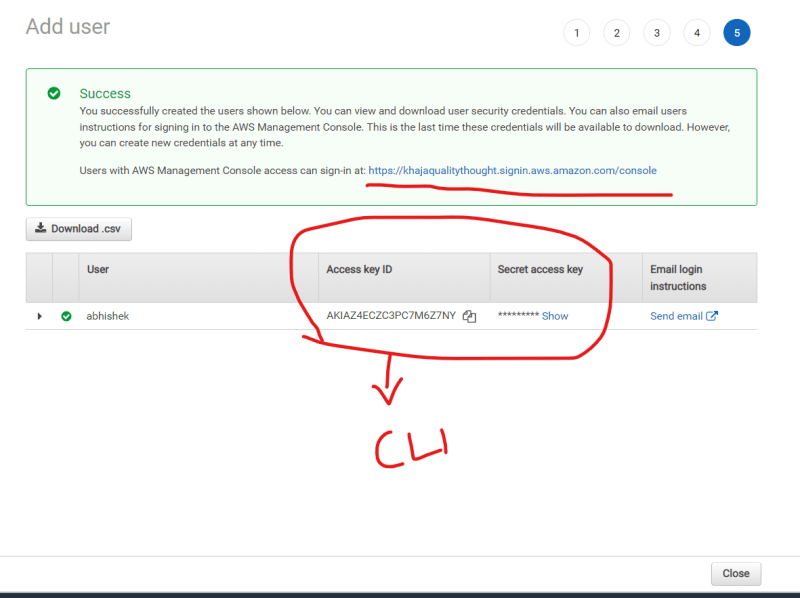 Add user
1 2 3 4 5
Success
You successfully created the users shown below. You can view and download user security credentials. You can also email users
instructions for signing in to the AWS Management Console. This is the last time these credentials will be available to download. However,
you can create new credentials at any time.
Users with AWS Management Console access can sign-in at: https://khajaqualitythought.signin.aws.amazon.com/console
Download .csv
User Access key ID Secret access key Email login
instructions
abhishek AKIAZ4ECZC3PC7M6Z7NY ********* Show Send email
CLI
Close